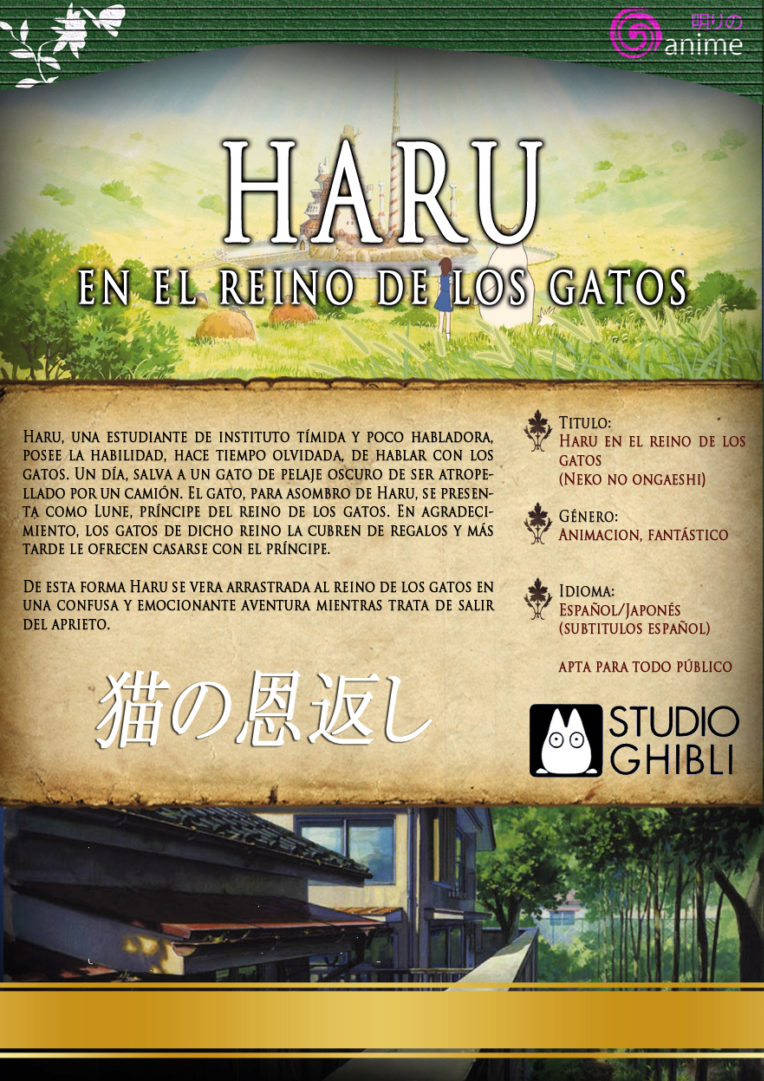 明りの
anime
HARU
EN EL REINO DE LOS GATOS
HARU, UNA ESTUDIANTE DE INSTITUTO TÍMIDA Y POCO HABLADORA,
POSEE LA HABILIDAD, HACE TIEMPO OLVIDADA, DE HABLAR CON LOS
GATOS. UN DÍA, SALVA A UN GATO DE PELAJE OSCURO DE SER ATROPE-
LLADO POR UN CAMIÓN. EL GATO, PARA ASOMBRO DE HARU, SE PRESEN-
TA COMO LUNE, PRÍNCIPE DEL REINO DE LOS GATOS. EN AGRADECI-
MIENTO, LOS GATOS DE DICHO REINO LA CUBREN DE REGALOS Y MÁS
TARDE LE OFRECEN CASARSE CON EL PRÍNCIPE.
DE ESTA FORMA HARU SE VERA ARRASTRADA AL REINO DE LOS GATOS EN
UNA CONFUSA Y EMOCIONANTE AVENTURA MIENTRAS TRATA DE SALIR
DEL APRIETO.
猫の恩返し
TITULO:
HARU EN EL REINO DE LOS
GATOS
(NEKO NO ONGAESHI)
GÉNERO:
ANIMACION, FANTÁSTICO
IDIOMA:
ESPAÑOL/JAPONÉS
(SUBTITULOS ESPAÑOL)
APTA PARA TODO PÚBLICO
STUDIO
GHIBLI